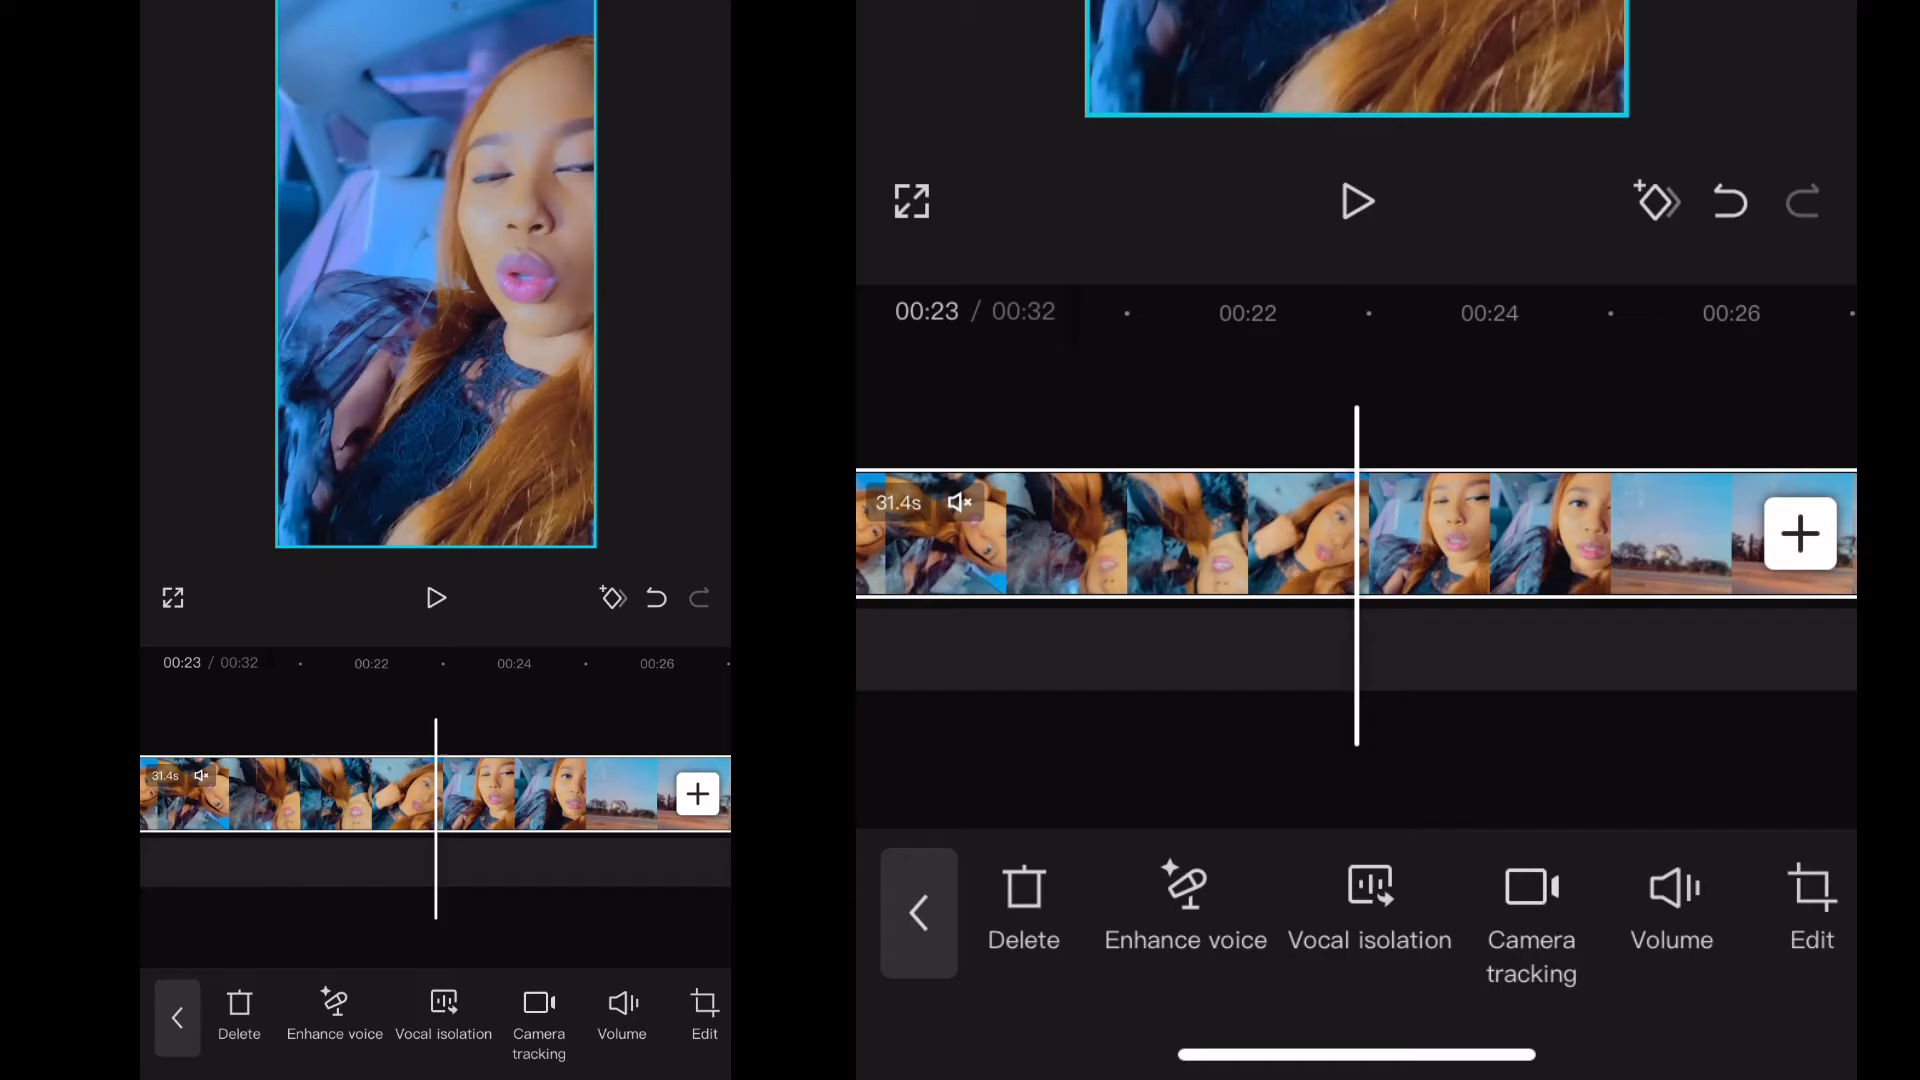 00:23 / 00:32
00:22
00:24
00:26
31.4s
Delete
Enhance voice
Vocal isolation
Camera
tracking
Volume
Edit
00:23 / 00:32
00:22
00:24
00:26
31.4s
Delete
Enhance voice
Vocal isolation
Camera
tracking
Volume
Edit